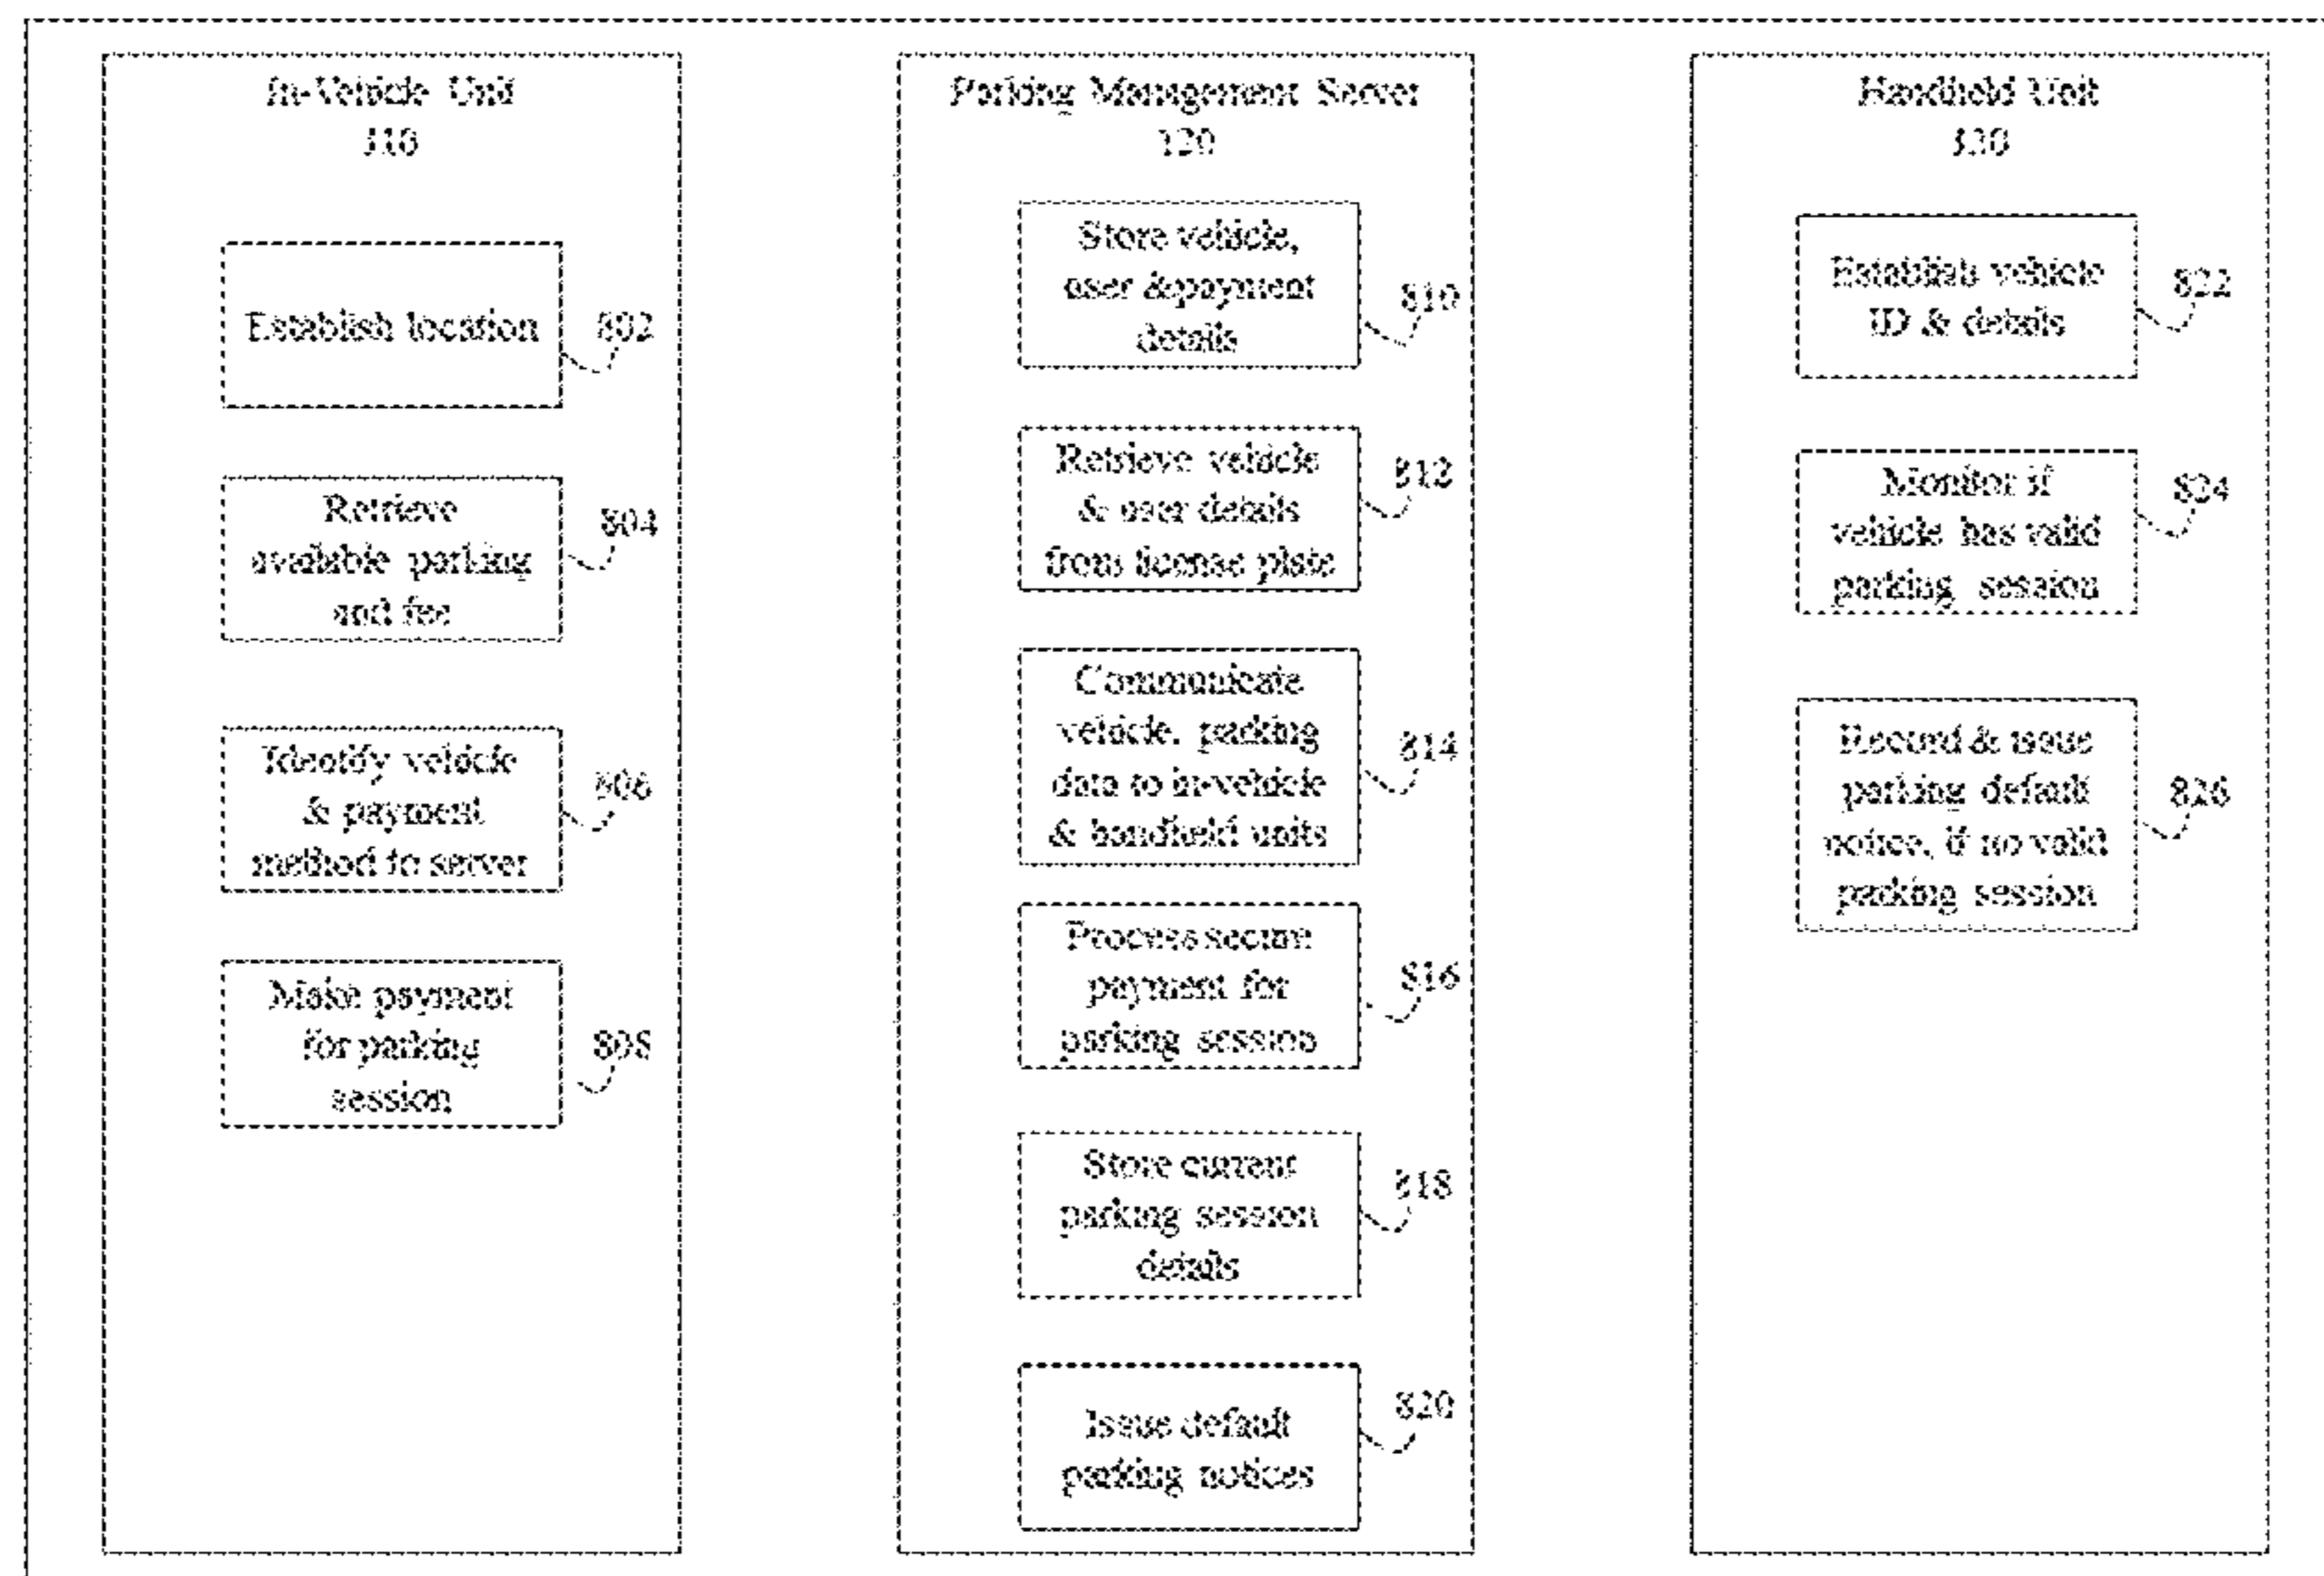 In-Vehicle Unit
110
Establish location
802
Retrieve
available parking
and fee
804
Identify vehicle
& payment
method to server
806
Make payment
for parking
session
808
Parking Management Server
120
Store vehicle,
user &payment
details
810
Retrieve vehicle
& user details
from license plate
812
Communicate
vehicle, parking
data to in-vehicle
& handheld units
814
Process secure
payment for
parking session
816
Store current
parking session
details
818
Issue default
parking notices
820
Handheld Unit
130
Establish vehicle
ID & details
822
Monitor if
vehicle has valid
parking session
824
Record & issue
parking default
notice, if no valid
parking session
826